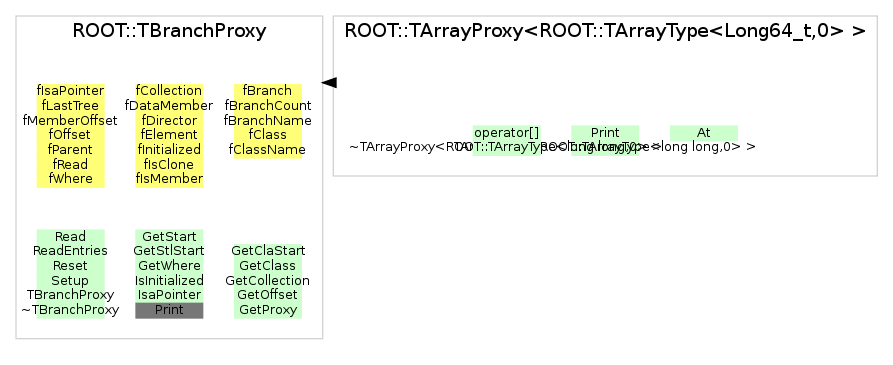 ROOT::TBranchProxy
fIsaPointer
fLastTree
fMemberOffset
fOffset
fParent
fRead
fWhere
fCollection
fDataMember
fDirector
fElement
fInitialized
fIsClone
fIsMember
fBranch
fBranchCount
fBranchName
fClass
fClassName
Read
ReadEntries
Reset
Setup
TBranchProxy
~TBranchProxy
GetStart
GetStlStart
GetWhere
IsInitialized
IsaPointer
Print
GetClaStart
GetClass
GetCollection
GetOffset
GetProxy
ROOT::TArrayProxy<ROOT::TArrayType<Long64_t,0> >
operator[]
Print
At